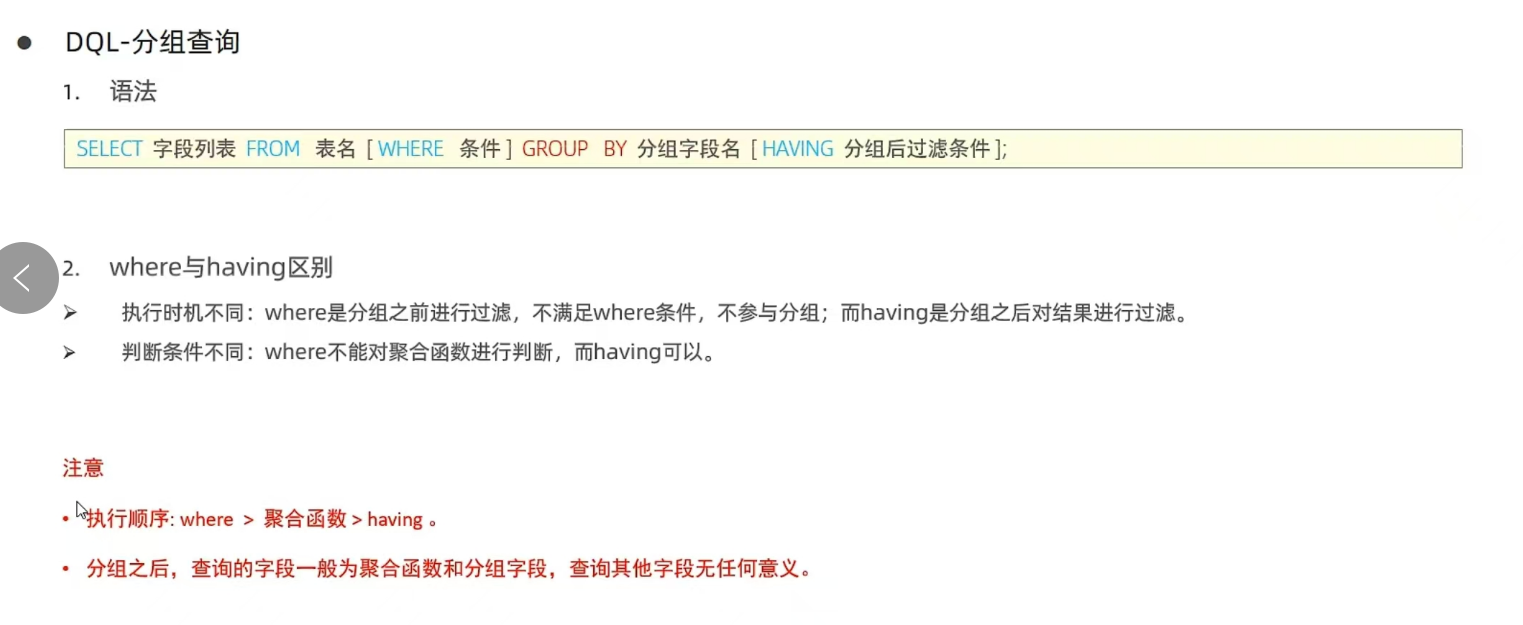 ● DQL-分组查询
1. 语法
SELECT 字段列表 FROM 表名 [ WHERE 条件 ] GROUP BY 分组字段名 [ HAVING 分组后过滤条件 ];
2. where与having区别
➢ 执行时机不同：where是分组之前进行过滤，不满足where条件，不参与分组；而having是分组之后对结果进行过滤。
➢ 判断条件不同：where不能对聚合函数进行判断，而having可以。
注意
• 执行顺序: where > 聚合函数 > having 。
• 分组之后，查询的字段一般为聚合函数和分组字段，查询其他字段无任何意义。